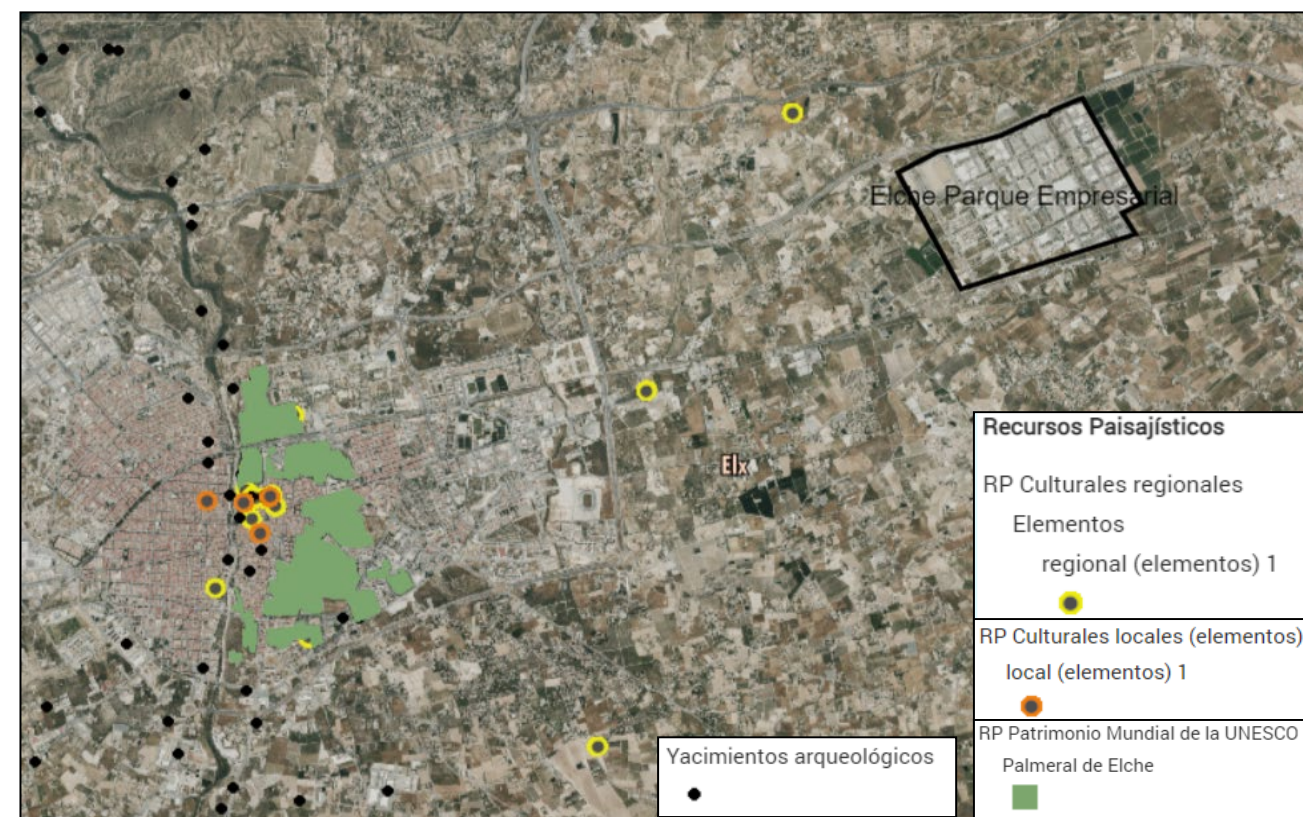 Elche Parque Empresarial
Elx
Recursos Paisajísticos
RP Culturales regionales
Elementos
regional (elementos) 1
RP Culturales locales (elementos)
local (elementos) 1
RP Patrimonio Mundial de la UNESCO
Palmeral de Elche
Yacimientos arqueológicos